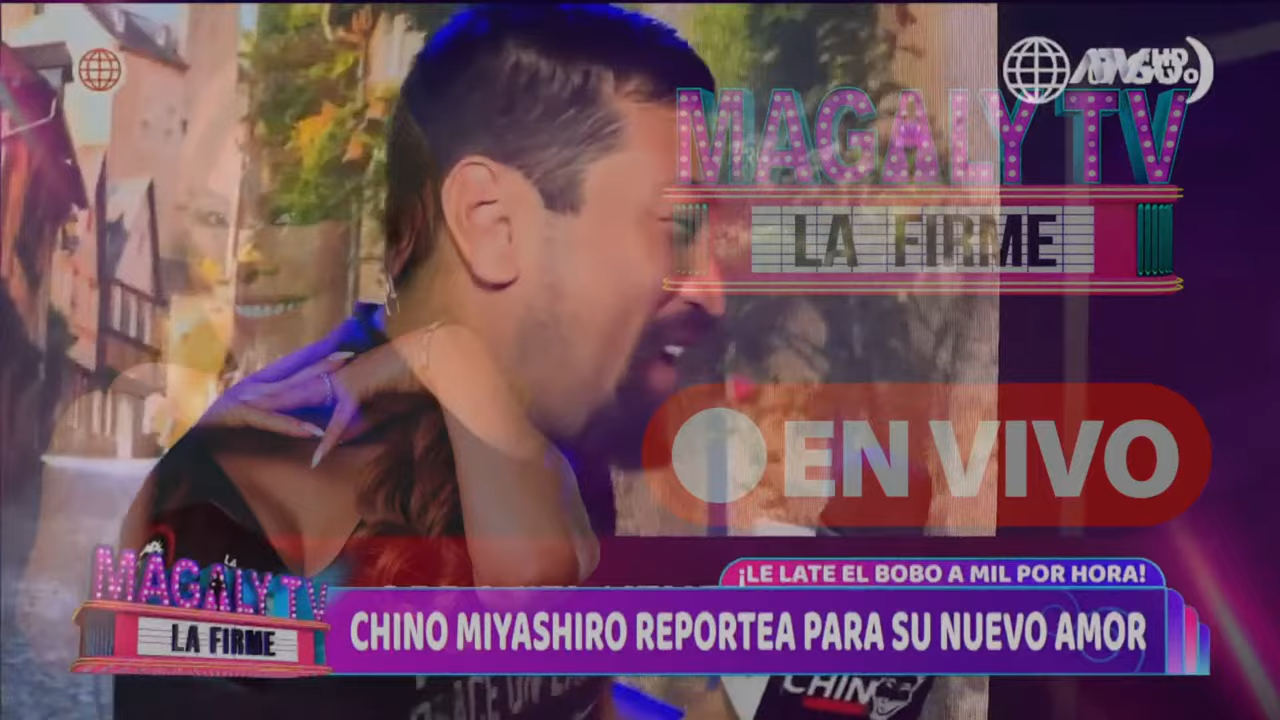 MAGALY TV
LA FIRME
EN VIVO
¡LE LATE EL BOBO A MIL POR HORA!
LA
MAGALY TV
LA FIRME
CHINO MIYASHIRO REPORTEA PARA SU NUEVO AMOR
CHINO